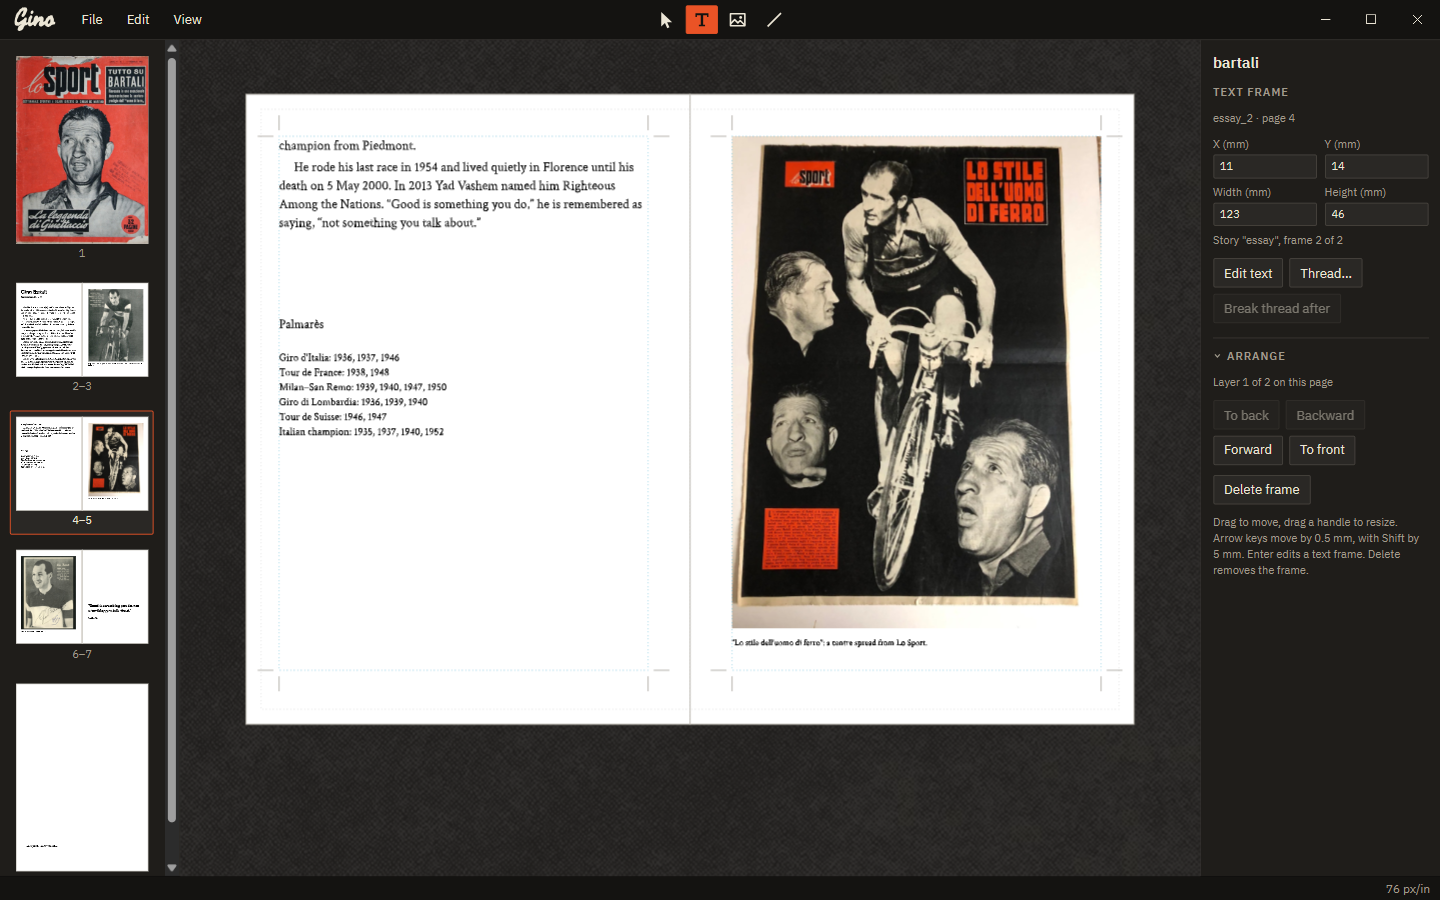 Gino
File
Edit
View
T
lo sport
TUTTO SU
BARTALI
La leggenda
di Ginettaccio
1
Gino Bartali
2–3
4–5
6–7
champion from Piedmont.
He rode his last race in 1954 and lived quietly in Florence until his
death on 5 May 2000. In 2013 Yad Vashem named him Righteous
Among the Nations. “Good is something you do,” he is remembered as
saying, “not something you talk about.”
Palmarès
Giro d'Italia: 1936, 1937, 1946
Tour de France: 1938, 1948
Milan–San Remo: 1939, 1940, 1947, 1950
Giro di Lombardia: 1936, 1939, 1940
Tour de Suisse: 1946, 1947
Italian champion: 1935, 1937, 1940, 1952
lo sport
LO STILE
DELL'UOMO
DI FERRO
"Lo stile dell'uomo di ferro": a centre spread from Lo Sport.
bartali
TEXT FRAME
essay_2 · page 4
X (mm)
Y (mm)
11
14
Width (mm)
Height (mm)
123
46
Story "essay", frame 2 of 2
Edit text
Thread...
Break thread after
ARRANGE
Layer 1 of 2 on this page
To back
Backward
Forward
To front
Delete frame
Drag to move, drag a handle to resize.
Arrow keys move by 0.5 mm, with Shift by
5 mm. Enter edits a text frame. Delete
removes the frame.
76 px/in